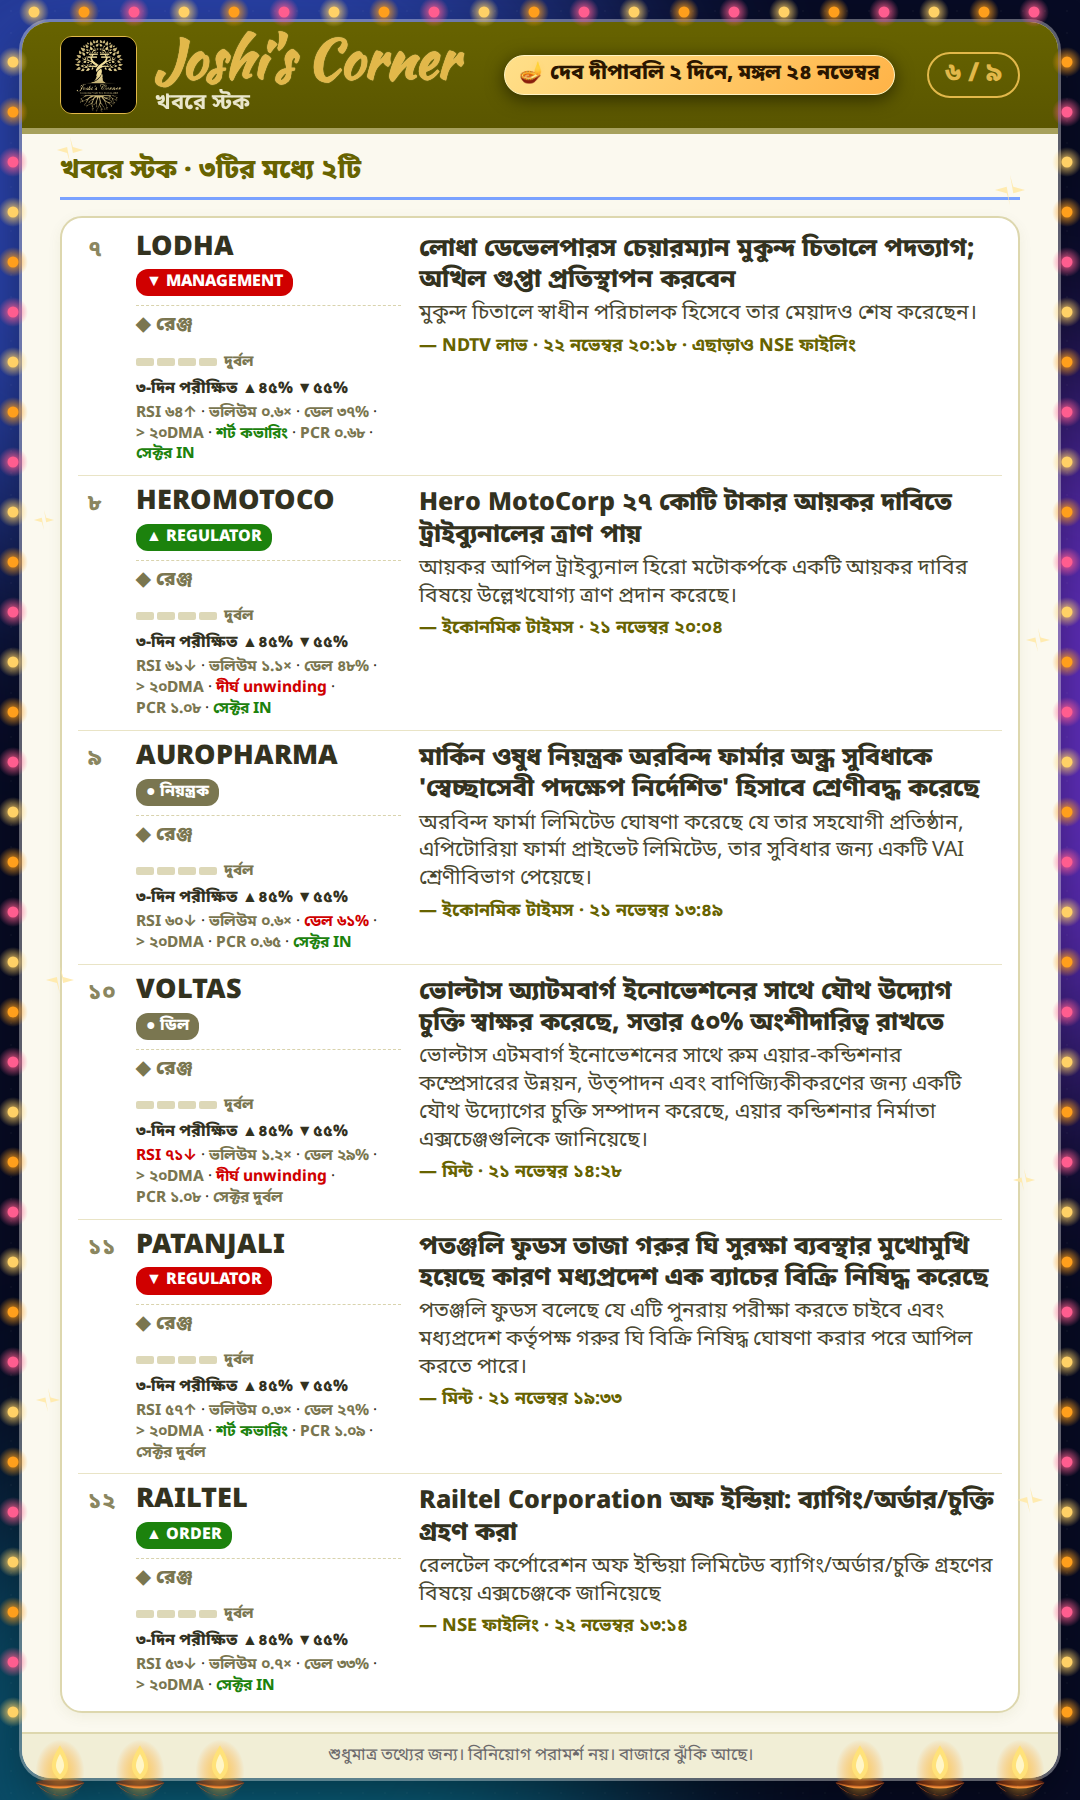 Joshi's Corner
Joshi's Corner
খবরে স্টক
🪔 দেব দীপাবলি ২ দিনে, মঙ্গল ২৪ নভেম্বর
৬ / ৯
খবরে স্টক · ৩টির মধ্যে ২টি
৭
LODHA
▼ MANAGEMENT
◆ রেঞ্জ
দুর্বল
৩-দিন পরীক্ষিত ▲৪৫% ▼৫৫%
RSI ৬৪↑ · ভলিউম ০.৬× · ডেল ৩৭% ·
> ২০DMA · শর্ট কভারিং · PCR ০.৬৮ ·
সেক্টর IN
লোধা ডেভেলপারস চেয়ারম্যান মুকুন্দ চিতালে পদত্যাগ;
অখিল গুপ্তা প্রতিস্থাপন করবেন
মুকুন্দ চিতালে স্বাধীন পরিচালক হিসেবে তার মেয়াদও শেষ করেছেন।
— NDTV লাভ · ২২ নভেম্বর ২০:১৮ · এছাড়াও NSE ফাইলিং
৮
HEROMOTOCO
▲ REGULATOR
◆ রেঞ্জ
দুর্বল
৩-দিন পরীক্ষিত ▲৪৫% ▼৫৫%
RSI ৬১↓ · ভলিউম ১.১× · ডেল ৪৮% ·
> ২০DMA · দীর্ঘ unwinding ·
PCR ১.০৮ · সেক্টর IN
Hero MotoCorp ২৭ কোটি টাকার আয়কর দাবিতে
ট্রাইব্যুনালের ত্রাণ পায়
আয়কর আপিল ট্রাইব্যুনাল হিরো মটোকর্পকে একটি আয়কর দাবির
বিষয়ে উল্লেখযোগ্য ত্রাণ প্রদান করেছে।
— ইকোনমিক টাইমস · ২১ নভেম্বর ২০:০৪
৯
AUROPHARMA
● নিয়ন্ত্রক
◆ রেঞ্জ
দুর্বল
৩-দিন পরীক্ষিত ▲৪৫% ▼৫৫%
RSI ৬০↓ · ভলিউম ০.৬× · ডেল ৬১% ·
> ২০DMA · PCR ০.৬৫ · সেক্টর IN
মার্কিন ওষুধ নিয়ন্ত্রক অরবিন্দ ফার্মার অন্ধ্র সুবিধাকে
'স্বেচ্ছাসেবী পদক্ষেপ নির্দেশিত' হিসাবে শ্রেণীবদ্ধ করেছে
অরবিন্দ ফার্মা লিমিটেড ঘোষণা করেছে যে তার সহযোগী প্রতিষ্ঠান,
এপিটোরিয়া ফার্মা প্রাইভেট লিমিটেড, তার সুবিধার জন্য একটি VAI
শ্রেণীবিভাগ পেয়েছে।
— ইকোনমিক টাইমস · ২১ নভেম্বর ১৩:৪৯
১০
VOLTAS
● ডিল
◆ রেঞ্জ
দুর্বল
৩-দিন পরীক্ষিত ▲৪৫% ▼৫৫%
RSI ৭১↓ · ভলিউম ১.২× · ডেল ২৯% ·
> ২০DMA · দীর্ঘ unwinding ·
PCR ১.০৮ · সেক্টর দুর্বল
ভোল্টাস অ্যাটমবার্গ ইনোভেশনের সাথে যৌথ উদ্যোগ
চুক্তি স্বাক্ষর করেছে, সত্তার ৫০% অংশীদারিত্ব রাখতে
ভোল্টাস এটমবার্গ ইনোভেশনের সাথে রুম এয়ার-কন্ডিশনার
কম্প্রেসারের উন্নয়ন, উত্পাদন এবং বাণিজ্যিকীকরণের জন্য একটি
যৌথ উদ্যোগের চুক্তি সম্পাদন করেছে, এয়ার কন্ডিশনার নির্মাতা
এক্সচেঞ্জগুলিকে জানিয়েছে।
— মিন্ট · ২১ নভেম্বর ১৪:২৮
১১
PATANJALI
▼ REGULATOR
◆ রেঞ্জ
দুর্বল
৩-দিন পরীক্ষিত ▲৪৫% ▼৫৫%
RSI ৫৭↑ · ভলিউম ০.৩× · ডেল ২৭% ·
> ২০DMA · শর্ট কভারিং · PCR ১.০৯ ·
সেক্টর দুর্বল
পতঞ্জলি ফুডস তাজা গরুর ঘি সুরক্ষা ব্যবস্থার মুখোমুখি
হয়েছে কারণ মধ্যপ্রদেশ এক ব্যাচের বিক্রি নিষিদ্ধ করেছে
পতঞ্জলি ফুডস বলেছে যে এটি পুনরায় পরীক্ষা করতে চাইবে এবং
মধ্যপ্রদেশ কর্তৃপক্ষ গরুর ঘি বিক্রি নিষিদ্ধ ঘোষণা করার পরে আপিল
করতে পারে।
— মিন্ট · ২১ নভেম্বর ১৯:৩৩
১২
RAILTEL
▲ ORDER
◆ রেঞ্জ
দুর্বল
৩-দিন পরীক্ষিত ▲৪৫% ▼৫৫%
RSI ৫৩↓ · ভলিউম ০.৭× · ডেল ৩৩% ·
> ২০DMA · সেক্টর IN
Railtel Corporation অফ ইন্ডিয়া: ব্যাগিং/অর্ডার/চুক্তি
গ্রহণ করা
রেলটেল কর্পোরেশন অফ ইন্ডিয়া লিমিটেড ব্যাগিং/অর্ডার/চুক্তি গ্রহণের
বিষয়ে এক্সচেঞ্জকে জানিয়েছে
— NSE ফাইলিং · ২২ নভেম্বর ১৩:১৪
শুধুমাত্র তথ্যের জন্য। বিনিয়োগ পরামর্শ নয়। বাজারে ঝুঁকি আছে।